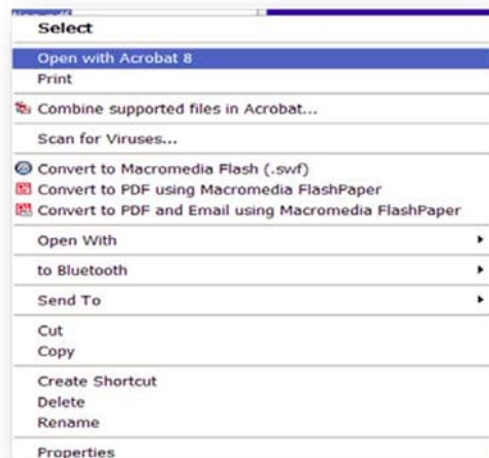 Select
Open with Acrobat 8
Print
Combine supported files in Acrobat...
Scan for Viruses...
Convert to Macromedia Flash (.swf)
Convert to PDF using Macromedia FlashPaper
Convert to PDF and Email using Macromedia FlashPaper
Open With
to Bluetooth
Send To
Cut
Copy
Create Shortcut
Delete
Rename
Properties